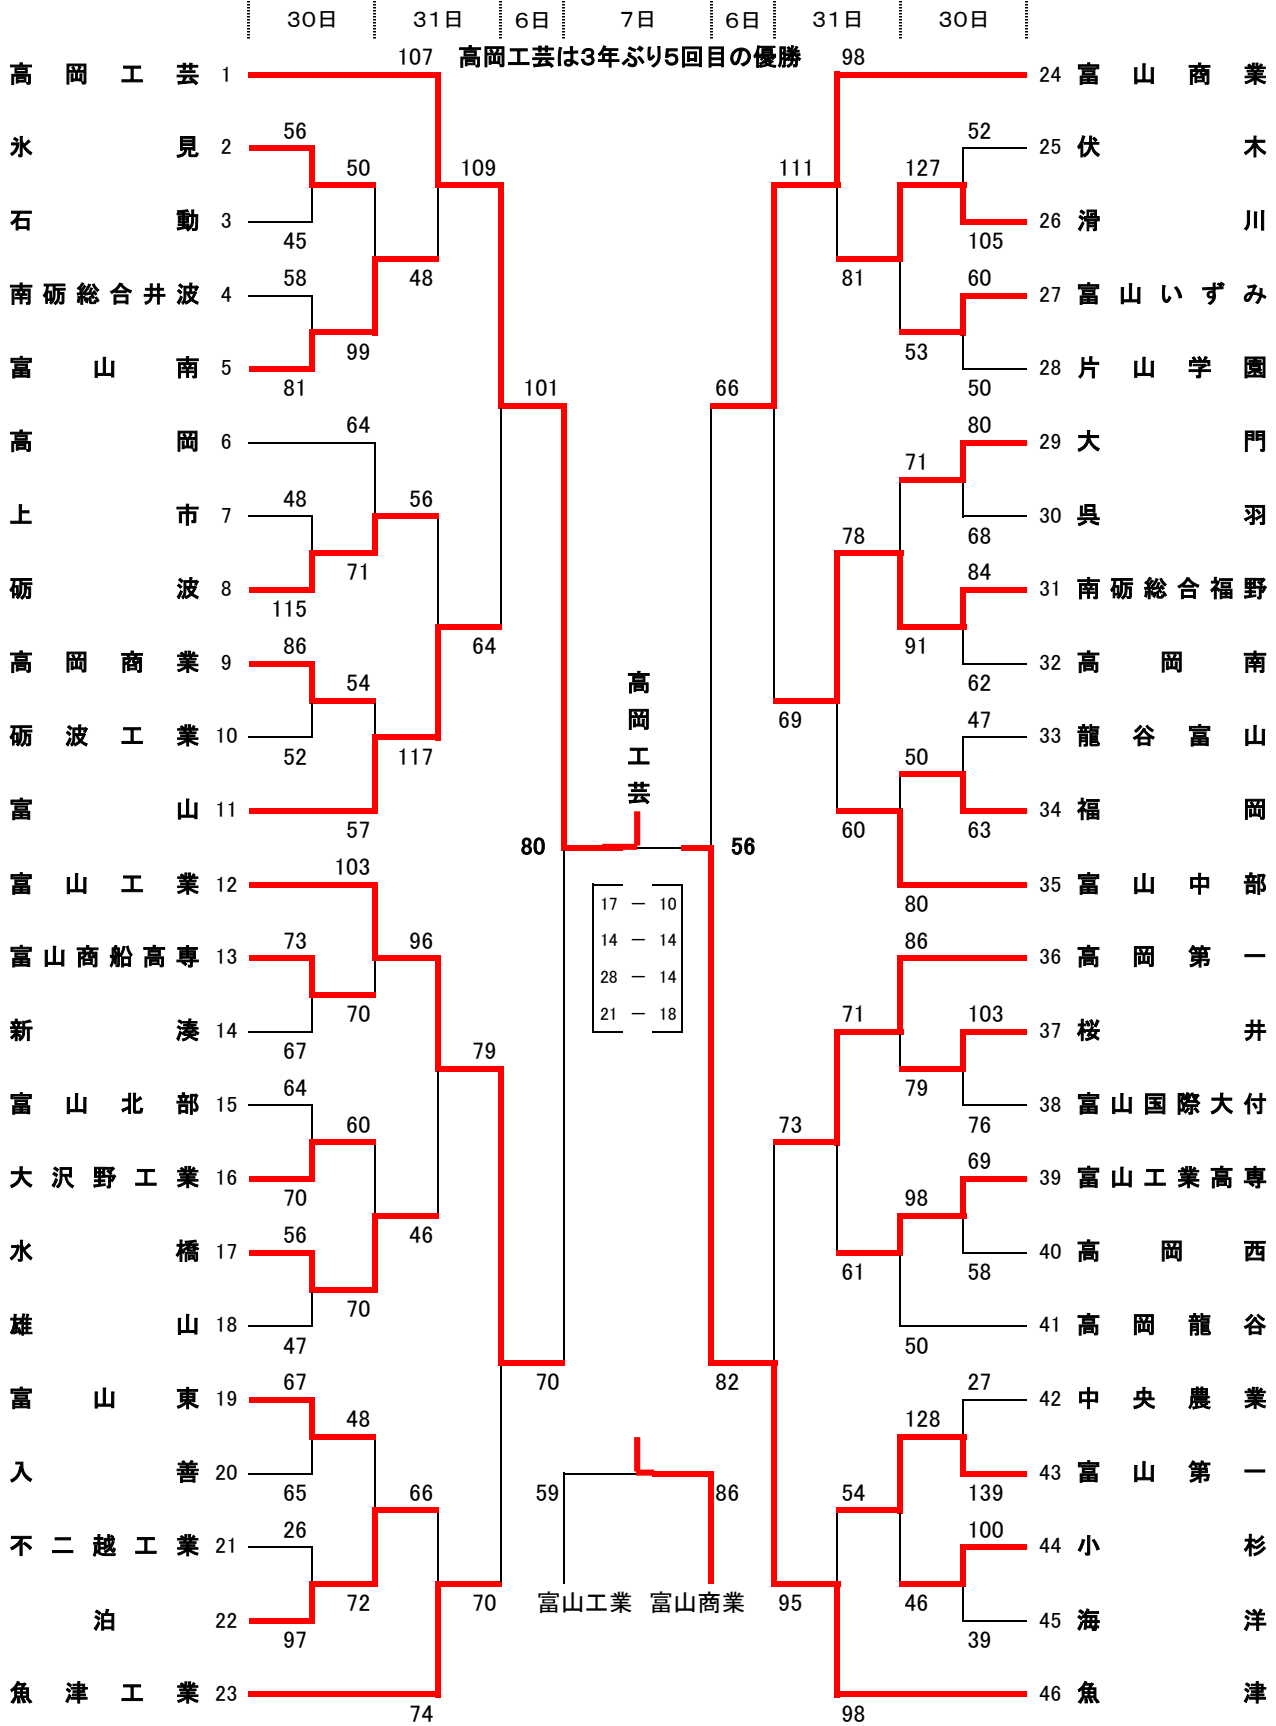 30日 31日 6日 7日 6日 31日 30日
高岡工芸は3年ぶり5回目の優勝
107 98
高岡工芸 1 24 富山商業
56 52
氷見 2 25 伏木
50 109 111 127
石動 3 26 滑川
45 105
58 48 81 60
南砺総合井波 4 27 富山いずみ
99 53
富山南 5 28 片山学園
81 101 66 50
64 80
高岡 6 29 大門
71
48 56
上市 7 30 呉羽
78 68
71 84
砺波 8 31 南砺総合福野
115
86 64 91
高岡商業 9 32 高岡南
54 62
69 47
砺波工業 10 33 龍谷富山
52 117 50
高岡工芸
富山 11 34 福岡
57 60 63
80 56
103
富山工業 12 35 富山中部
17 ー 10 80
73 96 14 ー 14 86
富山商船高専 13 36 高岡第一
28 ー 14
70 21 ー 18 71 103
新湊 14 37 桜井
67 79
64 79
富山北部 15 38 富山国際大付
60 73 76
69
大沢野工業 16 39 富山工業高専
70 98
56 46
水橋 17 40 高岡西
61 58
70
雄山 18 41 高岡龍谷
47 50
67 70 82 27
富山東 19 42 中央農業
48 128
入善 20 43 富山第一
65 66 59 86 54 139
26 100
不二越工業 21 44 小杉
72 70 富山工業 富山商業 95 46
泊 22 45 海洋
97 39
魚津工業 23 46 魚津
74 98